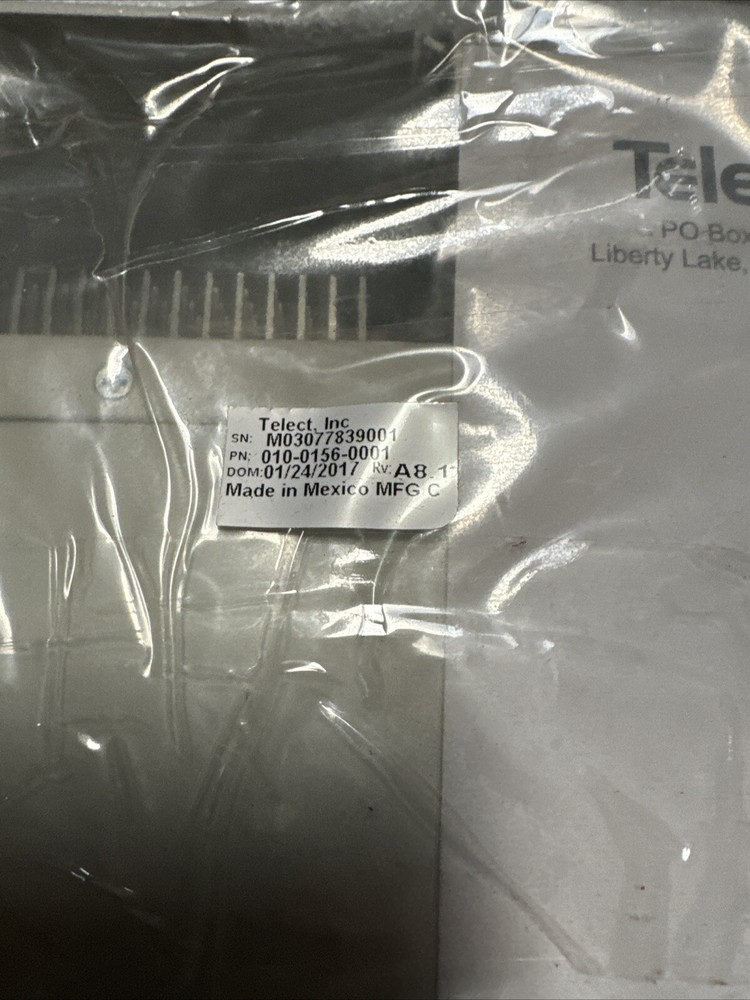 Tele
PO Box
Liberty Lake,
Telect, Inc
SN: M03077839001
PN: 010-0156-0001
DOM:01/24/2017 Rv: A8.1
Made in Mexico MFG C